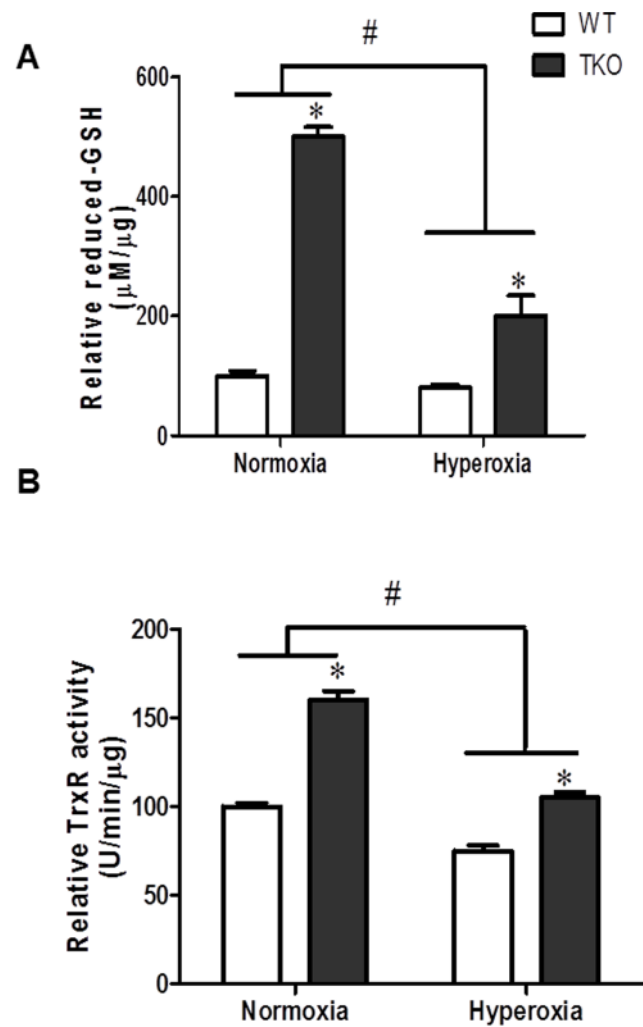 WT
TKO
A
#
600
400
200
0
Relative reduced-GSH
(μM/μg)
*
*
Normoxia
Hyperoxia
B
#
200
150
100
50
0
Relative TrxR activity
(U/min/μg)
*
*
Normoxia
Hyperoxia